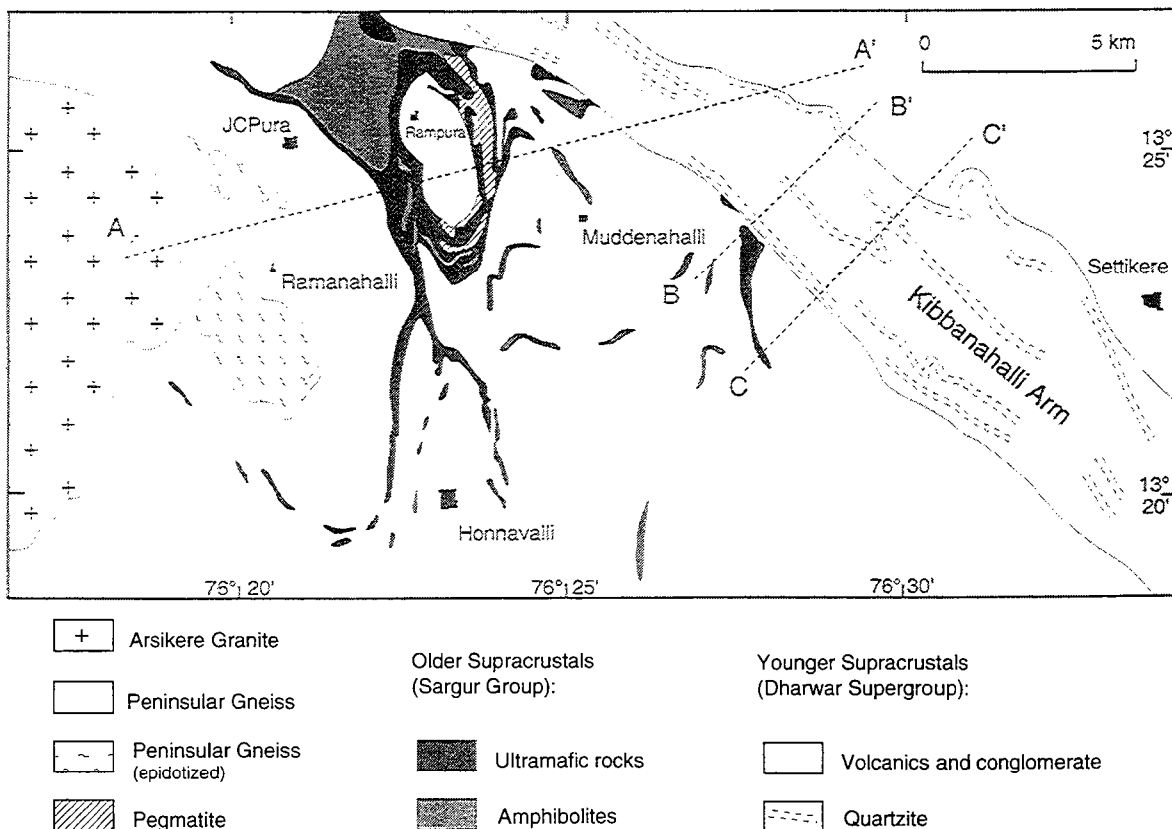 A'
0 5 km
B'
JCPura
Rampura
C'
13°
25'
A
Muddenahalli
Ramanahalli
B
Settikere
Kibbanahalli Arm
C
13°
20'
Honnavalli
76° 20'
76° 25'
76° 30'
+ Arsikere Granite
Peninsular Gneiss
Peninsular Gneiss
(epidotized)
Pegmatite
Older Supracrustals
(Sargur Group):
Ultramafic rocks
Amphibolites
Younger Supracrustals
(Dharwar Supergroup):
Volcanics and conglomerate
Quartzite